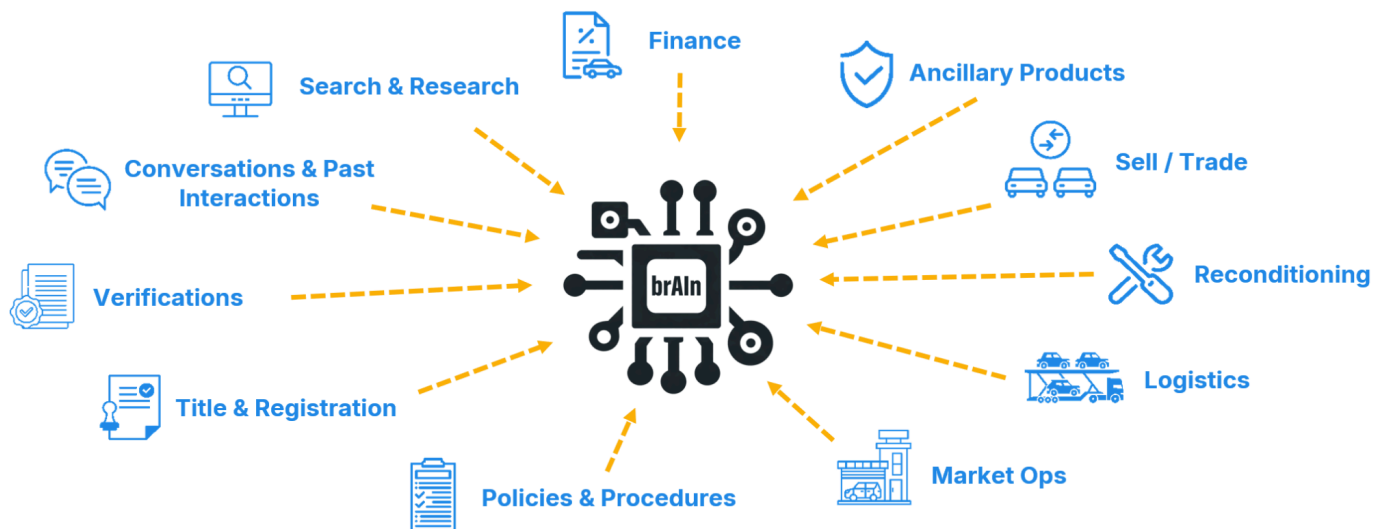 Finance
Ancillary Products
Search & Research
Sell / Trade
Conversations & Past
Interactions
Reconditioning
brAIn
Verifications
Logistics
Title & Registration
Market Ops
Policies & Procedures
%